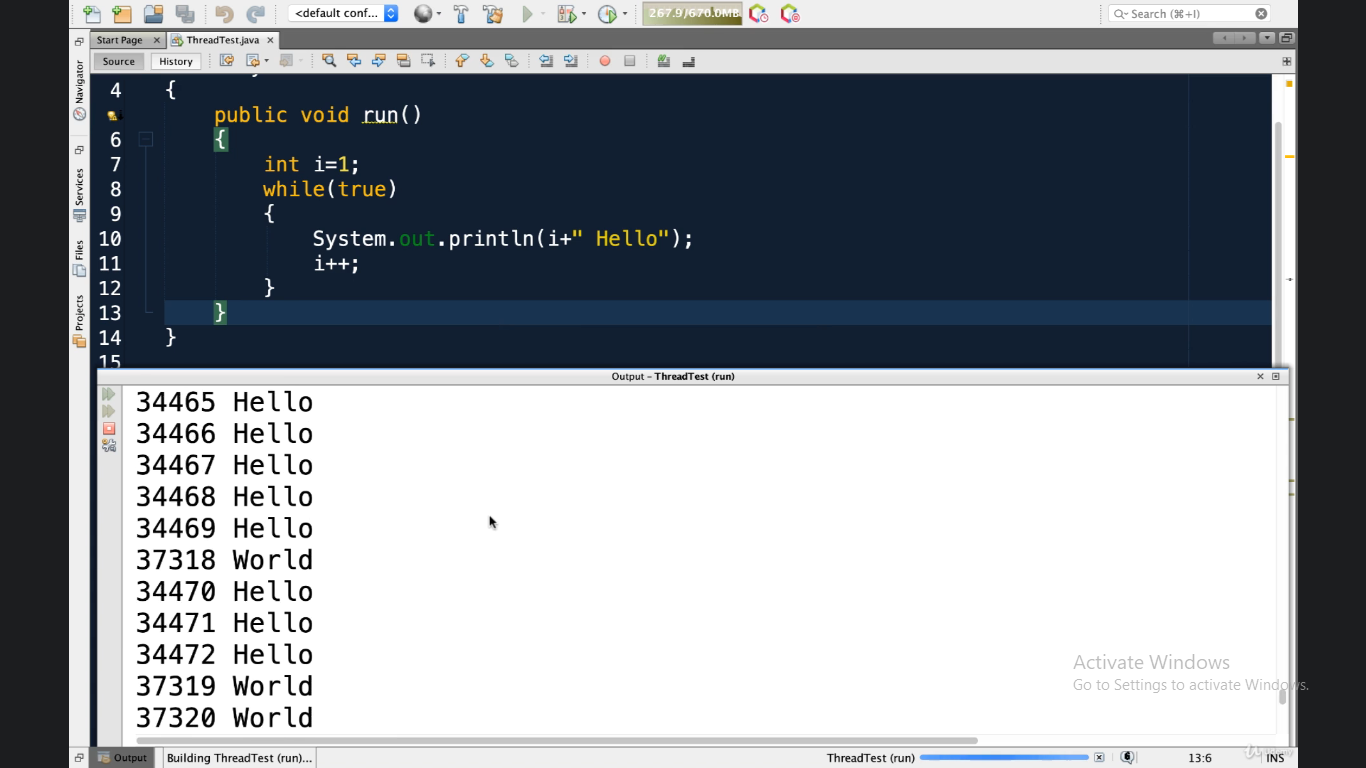 <default conf...
267.9/670.0MB
Search (⌘+I)
Start Page
ThreadTest.java
Source
History
Navigator
Services
Files
Projects
4 {
public void run()
6 {
7 int i=1;
8 while(true)
9 {
10 System.out.println(i+" Hello");
11 i++;
12 }
13 }
14 }
15
Output – ThreadTest (run)
34465 Hello
34466 Hello
34467 Hello
34468 Hello
34469 Hello
37318 World
34470 Hello
34471 Hello
34472 Hello
37319 World
37320 World
Activate Windows
Go to Settings to activate Windows.
Output
Building ThreadTest (run)...
ThreadTest (run)
6
13:6
INS